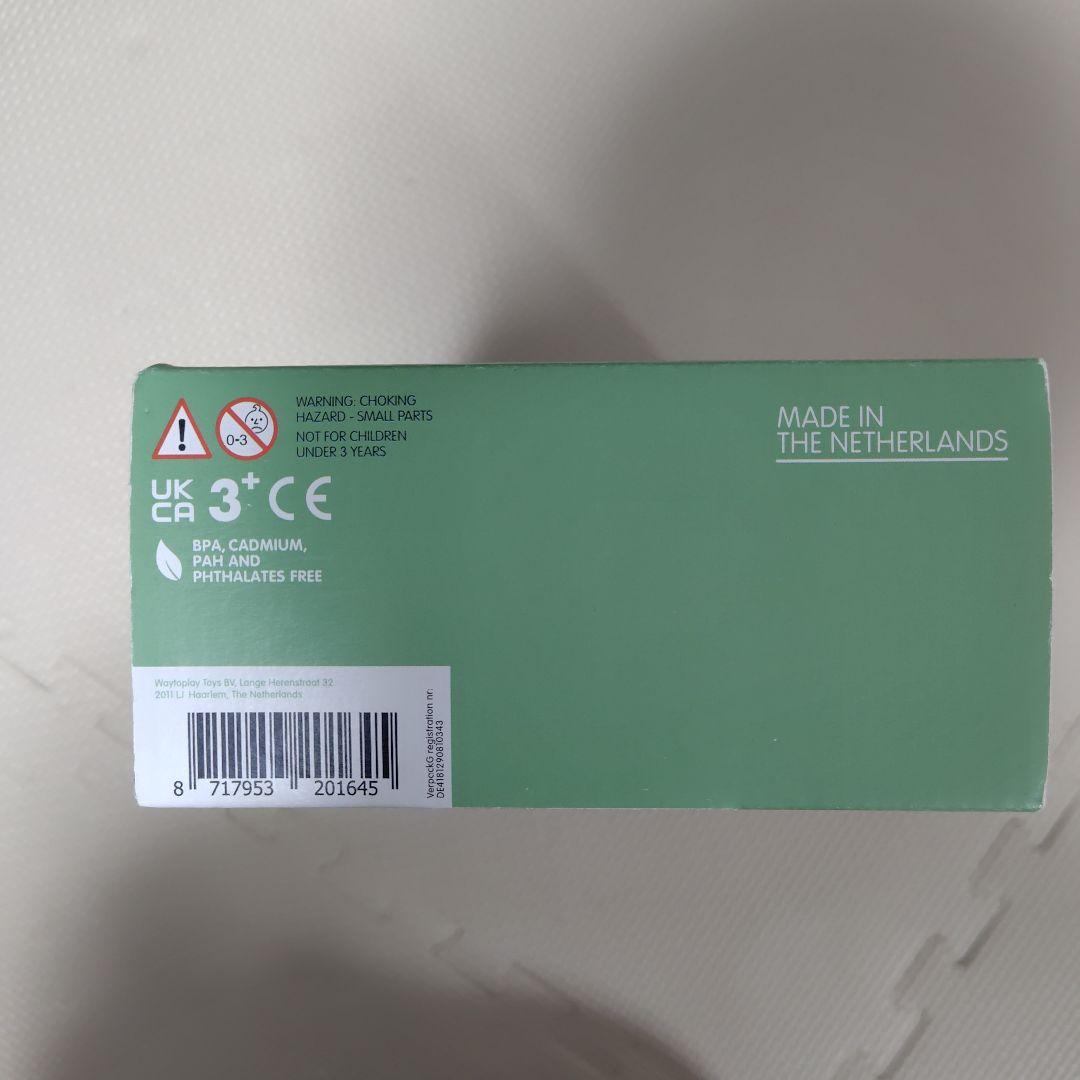 WARNING: CHOKING
HAZARD - SMALL PARTS
NOT FOR CHILDREN
UNDER 3 YEARS
0-3
UK
CA
3+
CE
BPA, CADMIUM,
PAH AND
PHTHALATES FREE
MADE IN
THE NETHERLANDS
Waytoplay Toys BV, Lange Herenstraat 32
2011 LJ Haarlem, The Netherlands
8 717953 201645
VerpackG registration nr:
DE4181290810343